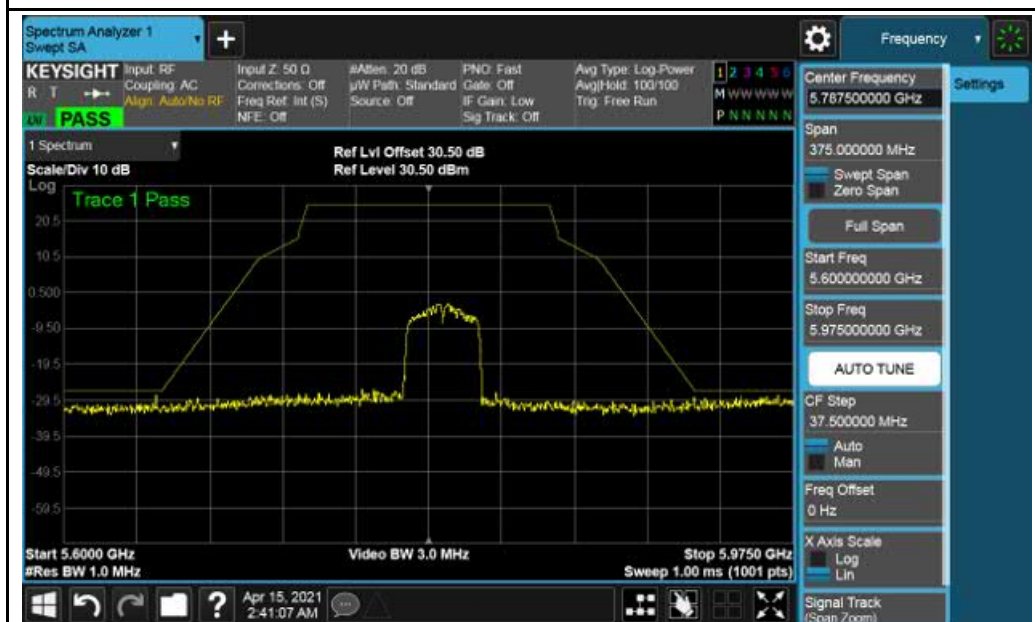 Spectrum Analyzer 1
Swept SA
+
Frequency
KEYSIGHT
R T
PASS
Input: RF
Coupling: AC
Align: Auto/No RF
Input Z: 50 Ω
Corrections: Off
Freq Ref: Int (S)
NFE: Off
#Atten: 20 dB
µW Path: Standard
Source: Off
PNO: Fast
Gate: Off
IF Gain: Low
Sig Track: Off
Avg Type: Log-Power
Avg|Hold: 100/100
Trig: Free Run
1 2 3 4 5 6
M W W W W W
P N N N N N
1 Spectrum
Scale/Div 10 dB
Ref Lvl Offset 30.50 dB
Ref Level 30.50 dBm
Log
Trace 1 Pass
20.5
10.5
0.500
-9.50
-19.5
-29.5
-39.5
-49.5
-59.5
Start 5.6000 GHz
#Res BW 1.0 MHz
Video BW 3.0 MHz
Stop 5.9750 GHz
Sweep 1.00 ms (1001 pts)
Center Frequency
5.787500000 GHz
Settings
Span
375.000000 MHz
Swept Span
Zero Span
Full Span
Start Freq
5.600000000 GHz
Stop Freq
5.975000000 GHz
AUTO TUNE
CF Step
37.500000 MHz
Auto
Man
Freq Offset
0 Hz
X Axis Scale
Log
Lin
Signal Track
(Span Zoom)
?
Apr 15, 2021
2:41:07 AM